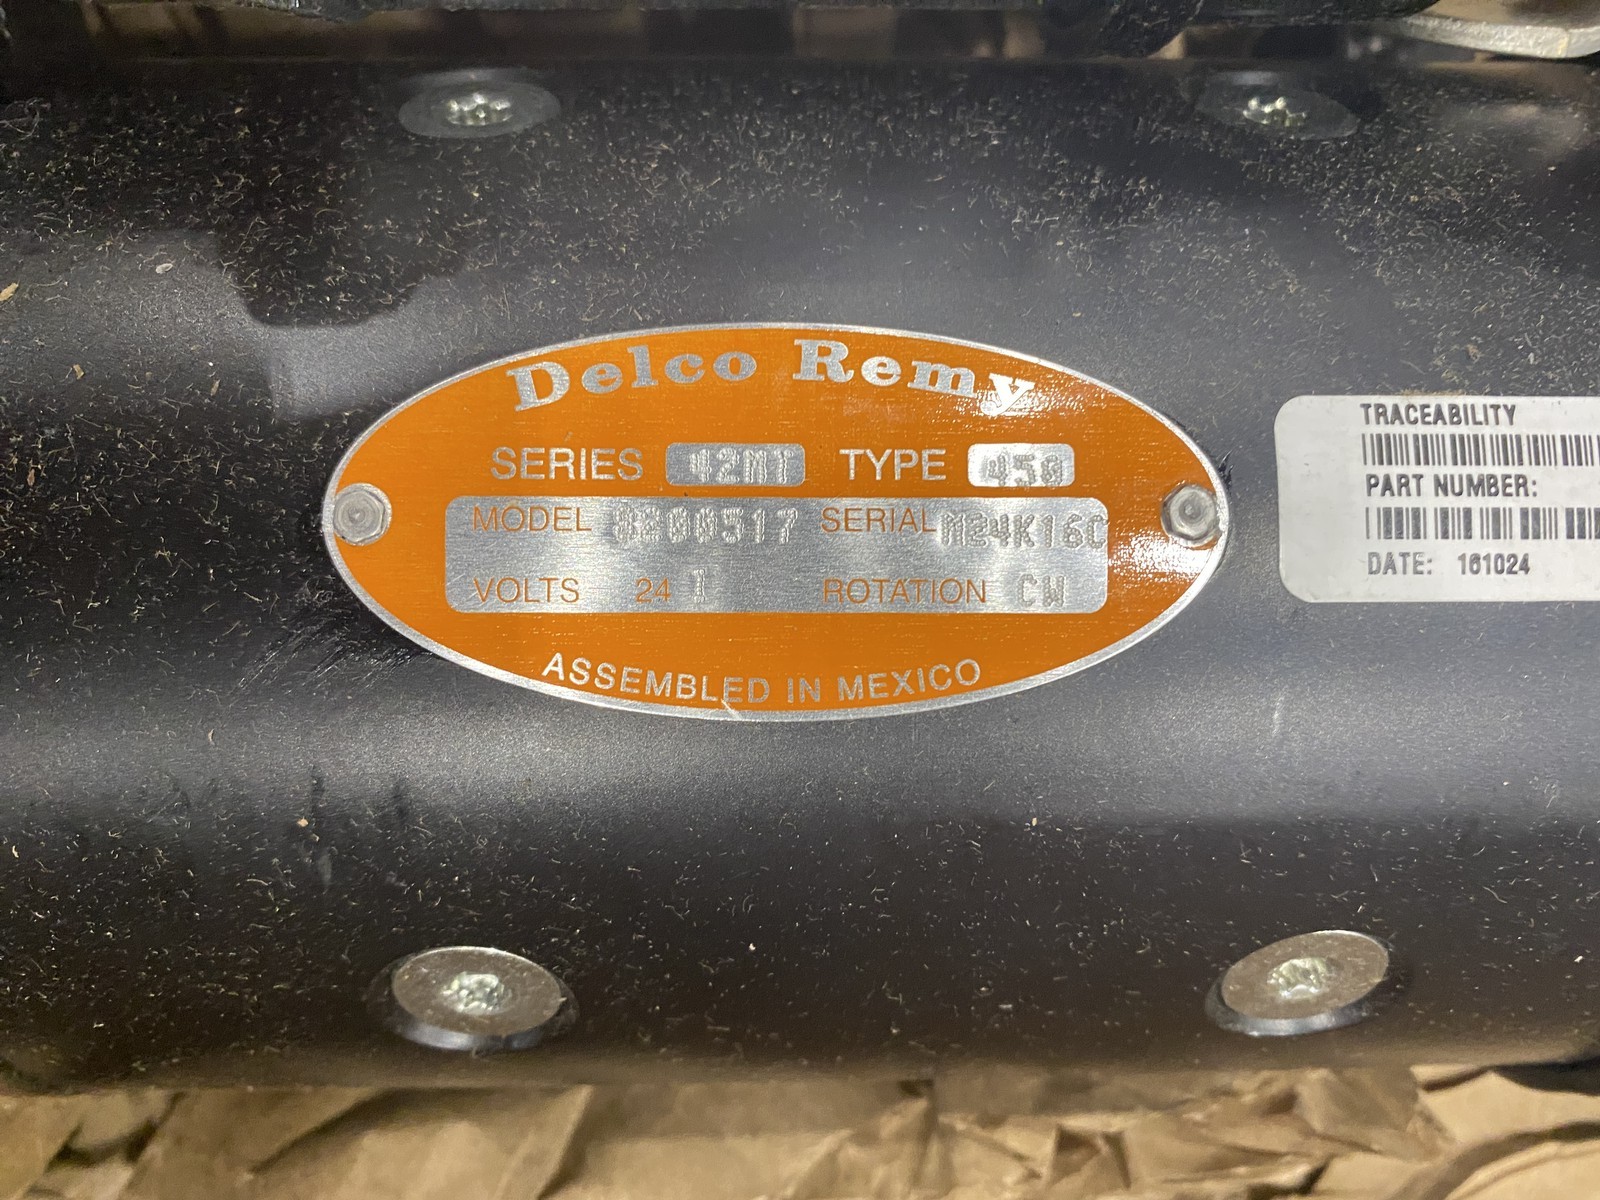 Delco Remy
SERIES 42MT TYPE 450
MODEL 8200517 SERIAL M24K16C
VOLTS 24 I ROTATION CW
ASSEMBLED IN MEXICO
TRACEABILITY
PART NUMBER:
DATE: 161024